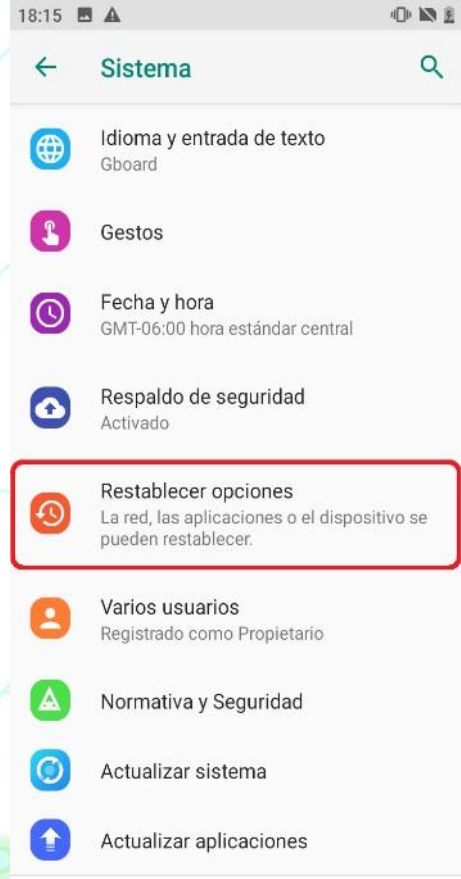 18:15
Sistema
Idioma y entrada de texto
Gboard
Gestos
Fecha y hora
GMT-06:00 hora estándar central
Respaldo de seguridad
Activado
Restablecer opciones
La red, las aplicaciones o el dispositivo se
pueden restablecer.
Varios usuarios
Registrado como Propietario
Normativa y Seguridad
Actualizar sistema
Actualizar aplicaciones